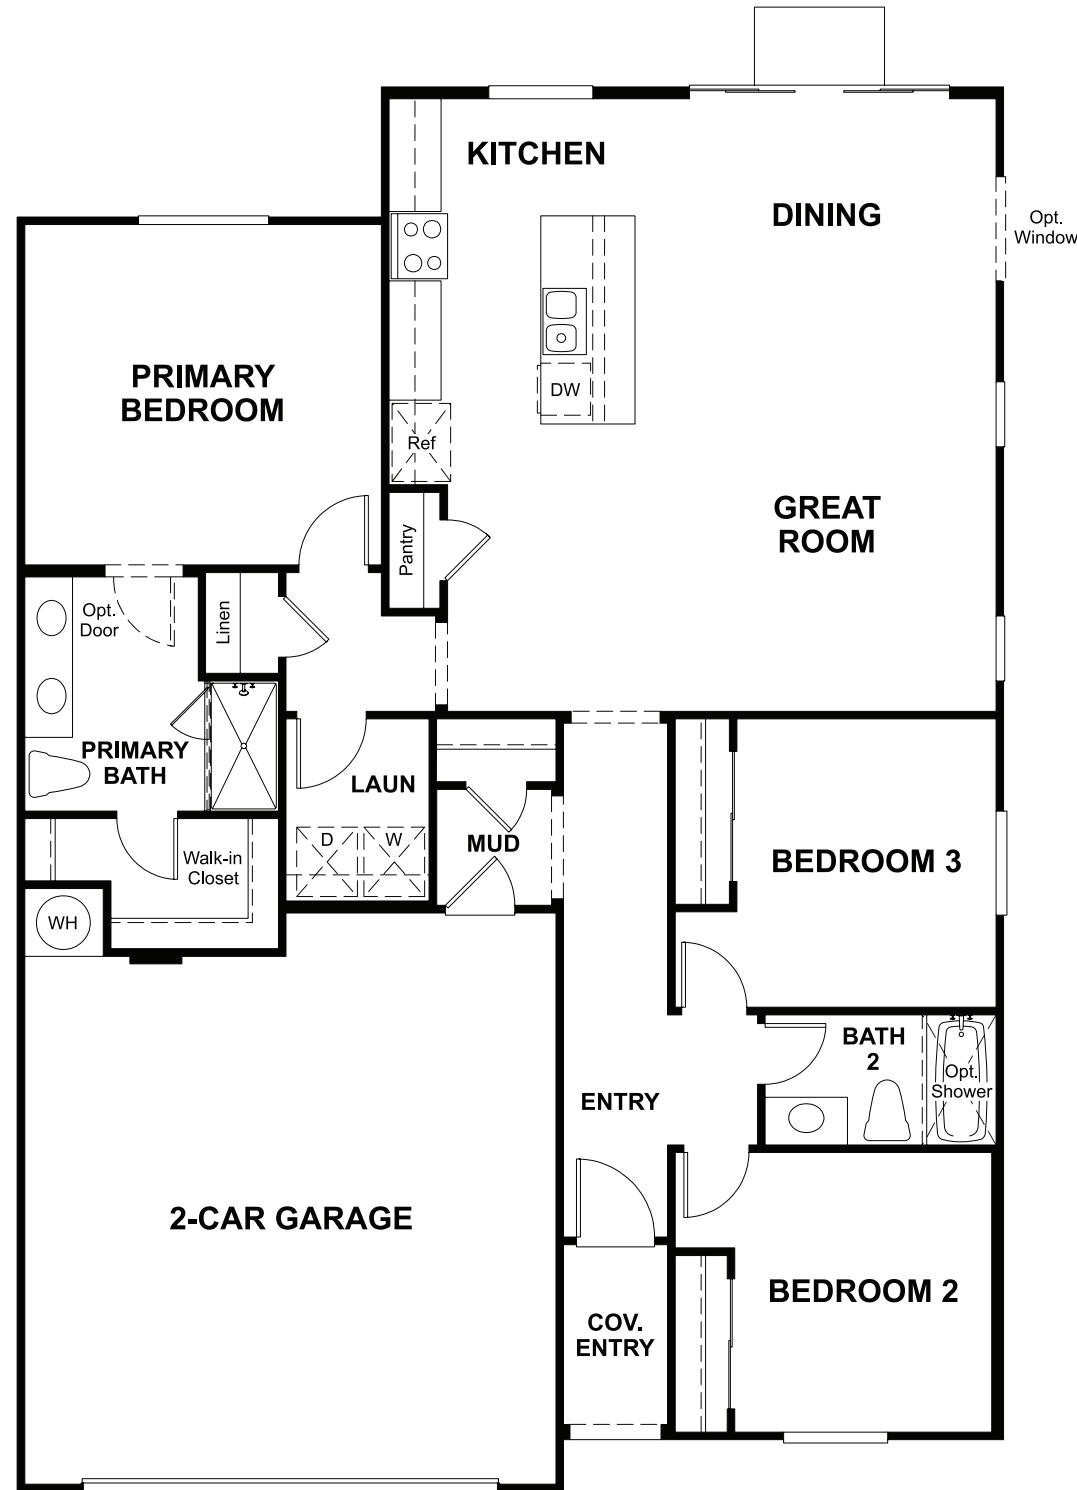 KITCHEN
DINING
Opt.
Window
PRIMARY
BEDROOM
DW
Ref
GREAT
ROOM
Pantry
Opt.
Door
Linen
PRIMARY
BATH
LAUN
D
W
MUD
Walk-in
Closet
WH
BEDROOM 3
BATH
2
Opt.
Shower
ENTRY
2-CAR GARAGE
BEDROOM 2
COV.
ENTRY